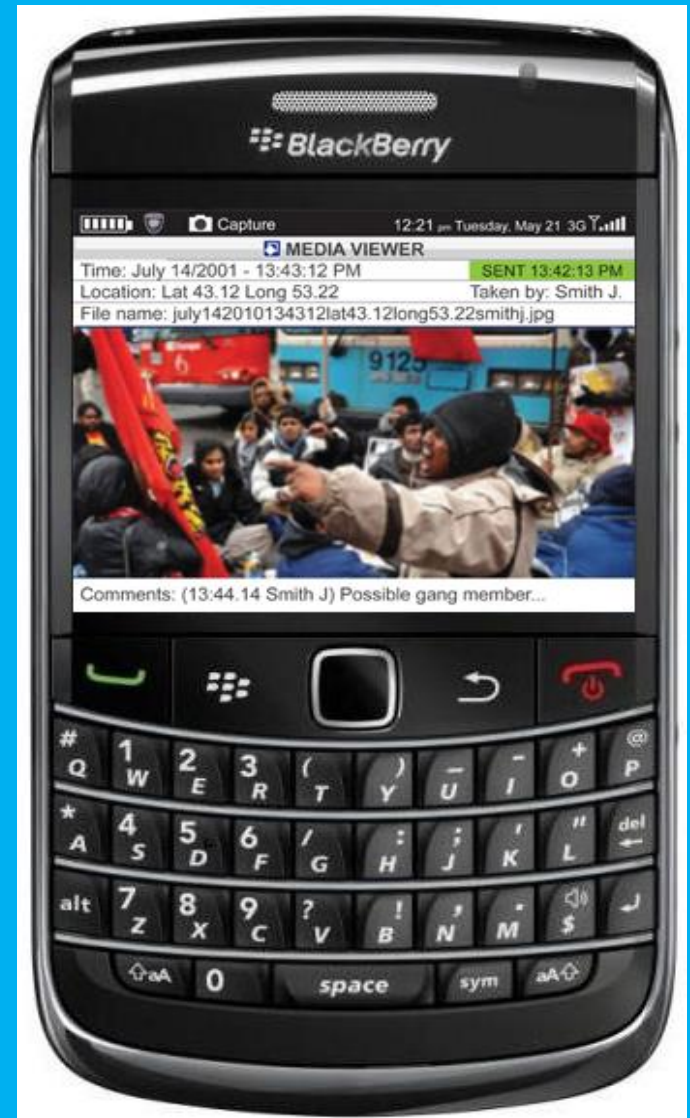 BlackBerry
Capture 12:21 pm Tuesday, May 21 3G
MEDIA VIEWER
Time: July 14/2001 - 13:43:12 PM SENT 13:42:13 PM
Location: Lat 43.12 Long 53.22 Taken by: Smith J.
File name: july142010134312lat43.12long53.22smithj.jpg
6 9125
Comments: (13:44.14 Smith J) Possible gang member...
# 1 2 3 ( ) _ - + @
Q W E R T Y U I O P
* 4 5 6 / : ; ' " del
A S D F G H J K L
alt 7 8 9 ? ! , . $
Z X C V B N M
aA 0 space sym aA